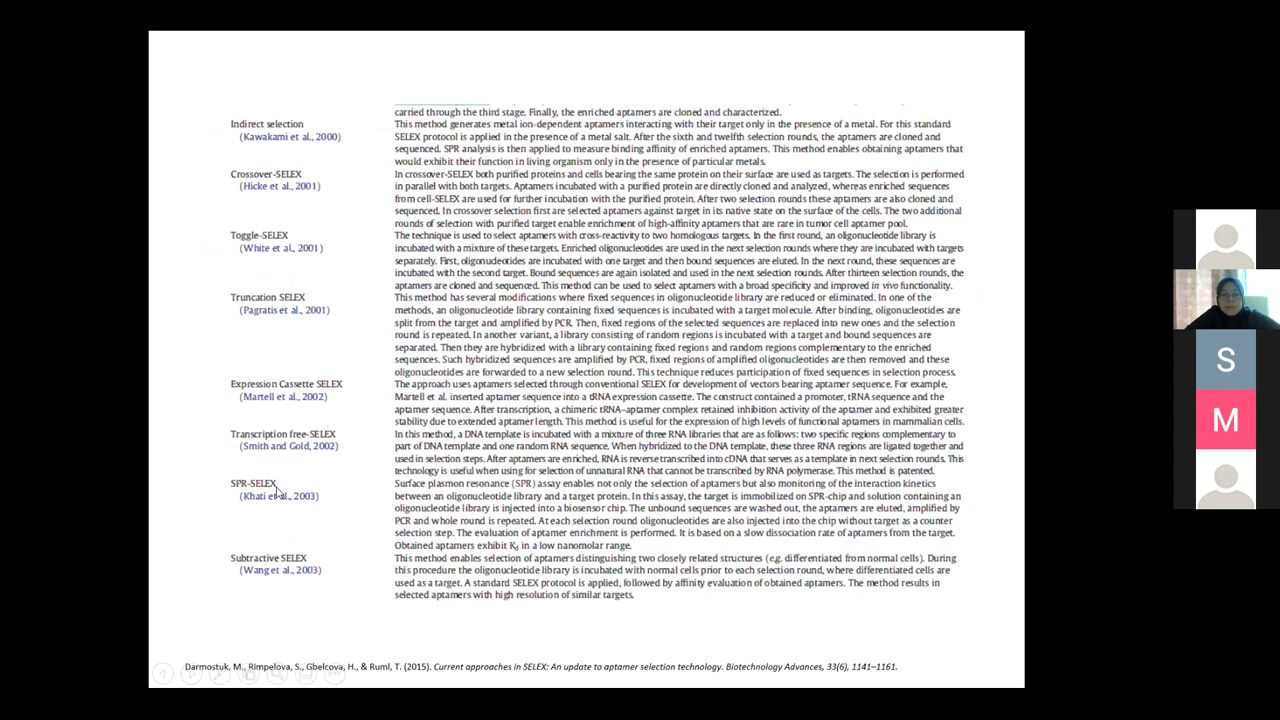 carried through the third stage. Finally, the enriched aptamers are cloned and characterized.
Indirect selection
(Kawakami et al., 2000)
This method generates metal ion-dependent aptamers interacting with their target only in the presence of a metal. For this standard
SELEX protocol is applied in the presence of a metal salt. After the sixth and twelfth selection rounds, the aptamers are cloned and
sequenced. SPR analysis is then applied to measure binding affinity of enriched aptamers. This method enables obtaining aptamers that
would exhibit their function in living organism only in the presence of particular metals.
Crossover-SELEX
(Hicke et al., 2001)
In crossover-SELEX both purified proteins and cells bearing the same protein on their surface are used as targets. The selection is performed
in parallel with both targets. Aptamers incubated with a purified protein are directly cloned and analyzed, whereas enriched sequences
from cell-SELEX are used for further incubation with the purified protein. After two selection rounds these aptamers are also cloned and
sequenced. In crossover selection first are selected aptamers against target in its native state on the surface of the cells. The two additional
rounds of selection with purified target enable enrichment of high-affinity aptamers that are rare in tumor cell aptamer pool.
Toggle-SELEX
(White et al., 2001)
The technique is used to select aptamers with cross-reactivity to two homologous targets. In the first round, an oligonucleotide library is
incubated with a mixture of these targets. Enriched oligonucleotides are used in the next selection rounds where they are incubated with targets
separately. First, oligonucleotides are incubated with one target and then bound sequences are eluted. In the next round, these sequences are
incubated with the second target. Bound sequences are again isolated and used in the next selection rounds. After thirteen selection rounds, the
aptamers are cloned and sequenced. This method can be used to select aptamers with a broad specificity and improved in vivo functionality.
Truncation SELEX
(Pagratis et al., 2001)
This method has several modifications where fixed sequences in oligonucleotide library are reduced or eliminated. In one of the
methods, an oligonucleotide library containing fixed sequences is incubated with a target molecule. After binding, oligonucleotides are
split from the target and amplified by PCR. Then, fixed regions of the selected sequences are replaced into new ones and the selection
round is repeated. In another variant, a library consisting of random regions is incubated with a target and bound sequences are
separated. Then they are hybridized with a library containing fixed regions and random regions complementary to the enriched
sequences. Such hybridized sequences are amplified by PCR, fixed regions of amplified oligonucleotides are then removed and these
oligonucleotides are forwarded to a new selection round. This technique reduces participation of fixed sequences in selection process.
Expression Cassette SELEX
(Martell et al., 2002)
The approach uses aptamers selected through conventional SELEX for development of vectors bearing aptamer sequence. For example,
Martell et al. inserted aptamer sequence into a tRNA expression cassette. The construct contained a promoter, tRNA sequence and the
aptamer sequence. After transcription, a chimeric tRNA–aptamer complex retained inhibition activity of the aptamer and exhibited greater
stability due to extended aptamer length. This method is useful for the expression of high levels of functional aptamers in mammalian cells.
Transcription free-SELEX
(Smith and Gold, 2002)
In this method, a DNA template is incubated with a mixture of three RNA libraries that are as follows: two specific regions complementary to
part of DNA template and one random RNA sequence. When hybridized to the DNA template, these three RNA regions are ligated together and
used in selection steps. After aptamers are enriched, RNA is reverse transcribed into cDNA that serves as a template in next selection rounds. This
technology is useful when using for selection of unnatural RNA that cannot be transcribed by RNA polymerase. This method is patented.
SPR-SELEX
(Khati et al., 2003)
Surface plasmon resonance (SPR) assay enables not only the selection of aptamers but also monitoring of the interaction kinetics
between an oligonucleotide library and a target protein. In this assay, the target is immobilized on SPR-chip and solution containing an
oligonucleotide library is injected into a biosensor chip. The unbound sequences are washed out, the aptamers are eluted, amplified by
PCR and whole round is repeated. At each selection round oligonucleotides are also injected into the chip without target as a counter
selection step. The evaluation of aptamer enrichment is performed. It is based on a slow dissociation rate of aptamers from the target.
Obtained aptamers exhibit Kd in a low nanomolar range.
Subtractive SELEX
(Wang et al., 2003)
This method enables selection of aptamers distinguishing two closely related structures (e.g. differentiated from normal cells). During
this procedure the oligonucleotide library is incubated with normal cells prior to each selection round, where differentiated cells are
used as a target. A standard SELEX protocol is applied, followed by affinity evaluation of obtained aptamers. The method results in
selected aptamers with high resolution of similar targets.
Darmostuk, M., Rimpelova, S., Gbelcova, H., & Ruml, T. (2015). Current approaches in SELEX: An update to aptamer selection technology. Biotechnology Advances, 33(6), 1141–1161.
S
M